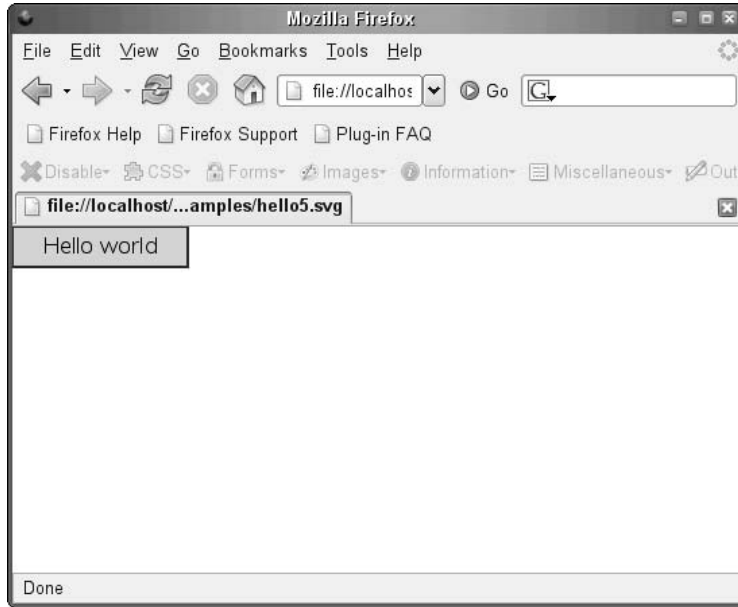 Mozilla Firefox
File Edit View Go Bookmarks Tools Help
file://localhos Go G
Firefox Help Firefox Support Plug-in FAQ
Disable CSS Forms Images Information Miscellaneous Out
file://localhost/...amples/hello5.svg
Hello world
Done